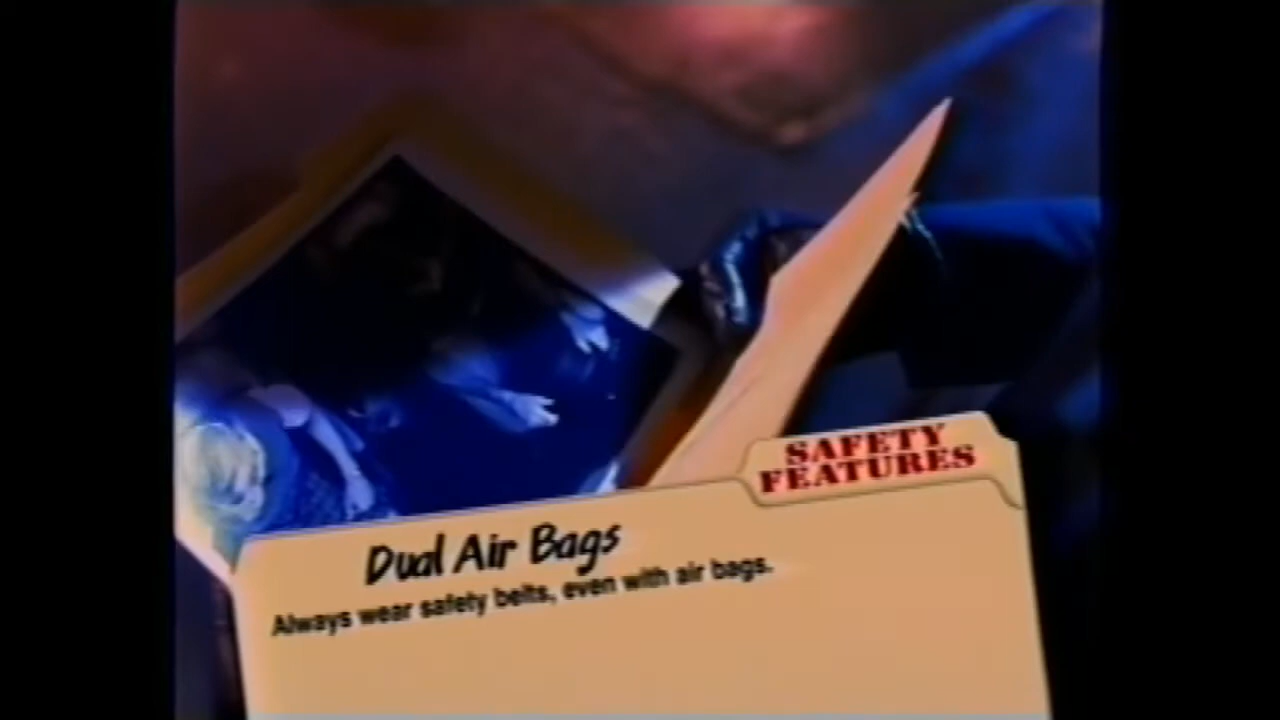 SAFETY
FEATURES
Dual Air Bags
Always wear safety belts, even with air bags.